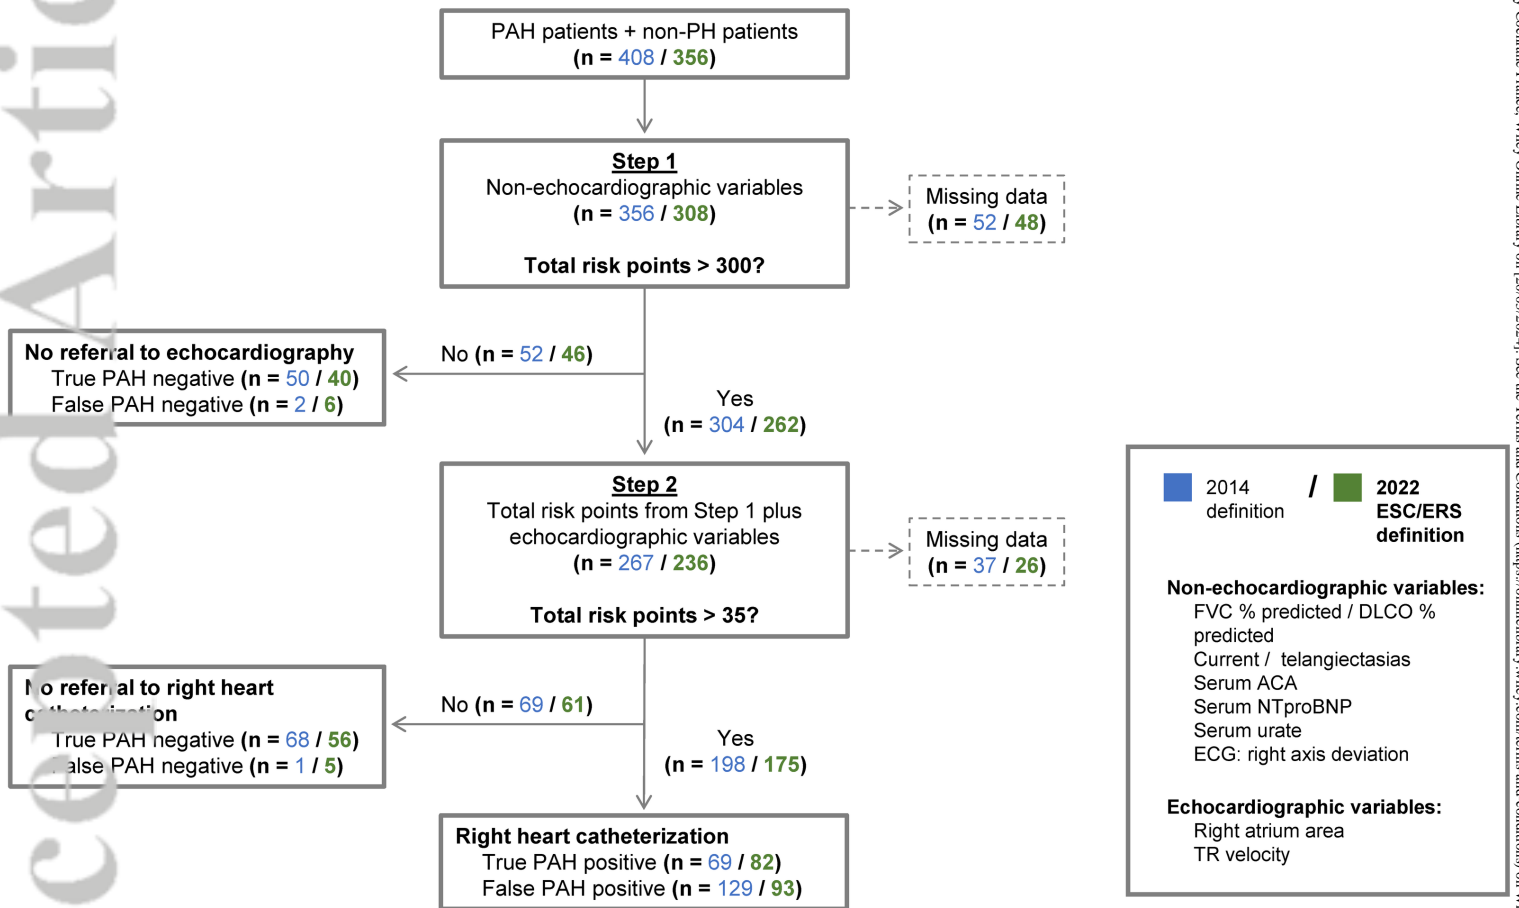 PAH patients + non-PH patients
(n = 408 / 356)
Step 1
Non-echocardiographic variables
(n = 356 / 308)
Total risk points > 300?
Missing data
(n = 52 / 48)
No (n = 52 / 46)
No referral to echocardiography
True PAH negative (n = 50 / 40)
False PAH negative (n = 2 / 6)
Yes
(n = 304 / 262)
Step 2
Total risk points from Step 1 plus
echocardiographic variables
(n = 267 / 236)
Total risk points > 35?
Missing data
(n = 37 / 26)
No (n = 69 / 61)
No referral to right heart
catheterization
True PAH negative (n = 68 / 56)
False PAH negative (n = 1 / 5)
Yes
(n = 198 / 175)
Right heart catheterization
True PAH positive (n = 69 / 82)
False PAH positive (n = 129 / 93)
2014
definition
/
2022
ESC/ERS
definition
Non-echocardiographic variables:
FVC % predicted / DLCO %
predicted
Current / telangiectasias
Serum ACA
Serum NTproBNP
Serum urate
ECG: right axis deviation
Echocardiographic variables:
Right atrium area
TR velocity
cepted Artic